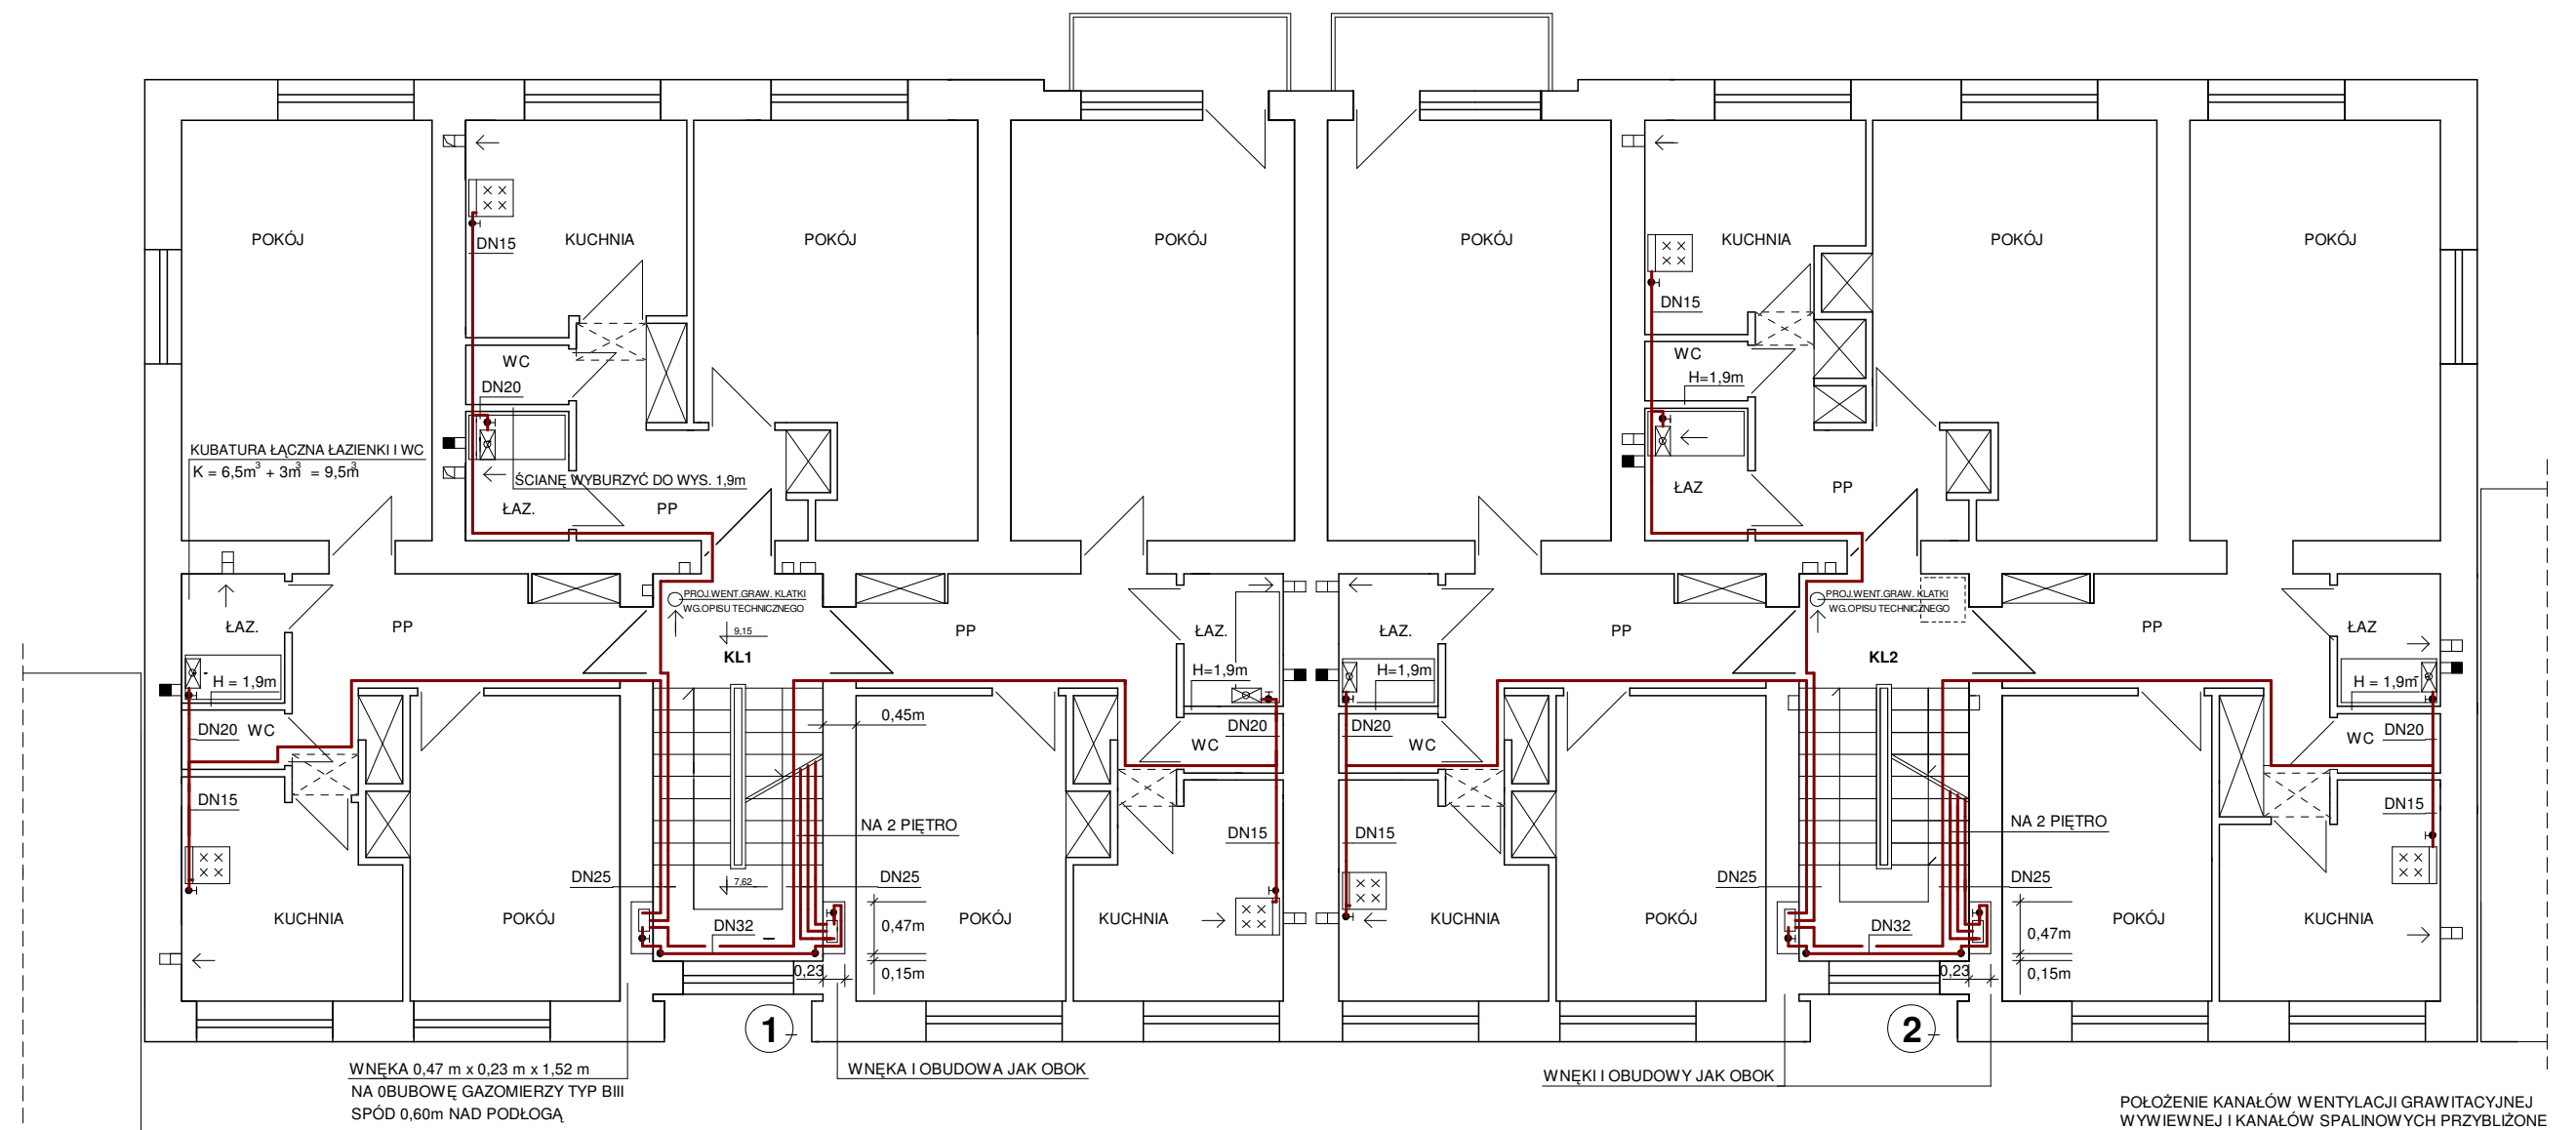 POKÓJ
KUCHNIA
POKÓJ
POKÓJ
POKÓJ
KUCHNIA
POKÓJ
POKÓJ
DN15
DN15
WC
DN20
WC
H=1,9m
KUBATURA ŁĄCZNA ŁAZIENKI I WC
K = 6,5m³ + 3m³ = 9,5m³
ŚCIANĘ WYBURZYĆ DO WYS. 1,9m
ŁAZ.
PP
ŁAZ
PP
PROJ.WENT.GRAW. KLATKI
WG.OPISU TECHNICZNEGO
PROJ.WENT.GRAW. KLATKI
WG.OPISU TECHNICZNEGO
ŁAZ.
PP
9,15
KL1
PP
ŁAZ.
ŁAZ.
PP
KL2
PP
ŁAZ
H = 1,9m
H=1,9m
H=1,9m
H = 1,9m
DN20
WC
0,45m
WC
DN20
DN20
WC
WC
DN20
DN15
NA 2 PIĘTRO
DN15
DN15
NA 2 PIĘTRO
DN15
DN25
7,62
DN25
DN25
DN25
KUCHNIA
POKÓJ
DN32
0,47m
POKÓJ
KUCHNIA
KUCHNIA
POKÓJ
DN32
0,47m
POKÓJ
KUCHNIA
0,23
0,15m
0,23
0,15m
1
2
WNĘKA 0,47 m x 0,23 m x 1,52 m
NA 0BUBOWĘ GAZOMIERZY TYP BIII
SPÓD 0,60m NAD PODŁOGĄ
WNĘKA I OBUDOWA JAK OBOK
WNĘKI I OBUDOWY JAK OBOK
POŁOŻENIE KANAŁÓW WENTYLACJI GRAWITACYJNEJ
WYWIEWNEJ I KANAŁÓW SPALINOWYCH PRZYBLIŻONE